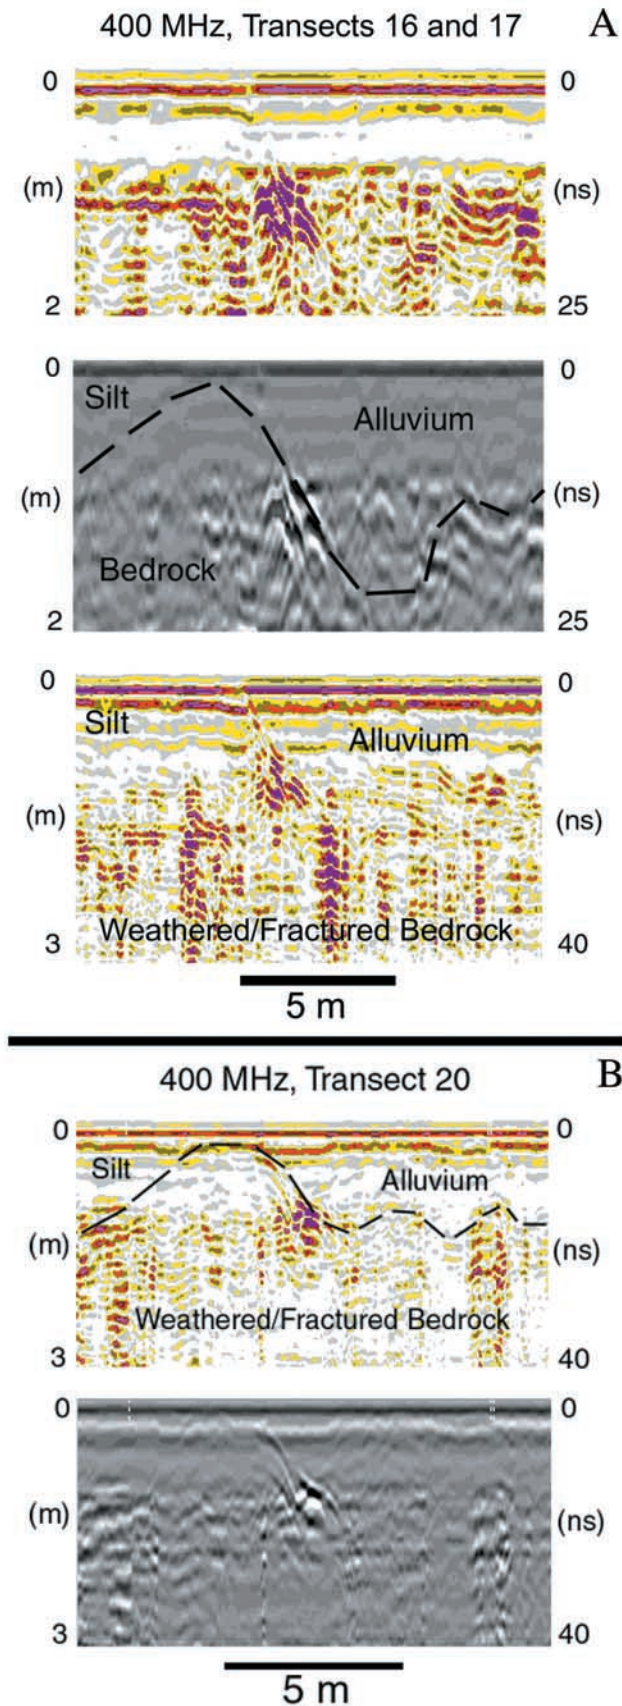 400 MHz, Transects 16 and 17 A
0 0
(m) (ns)
2 25
0 0
Silt Alluvium
(m) (ns)
Bedrock
2 25
0 0
Silt Alluvium
(m) (ns)
Weathered/Fractured Bedrock
3 40
5 m
400 MHz, Transect 20 B
0 0
Silt Alluvium
(m) (ns)
Weathered/Fractured Bedrock
3 40
0 0
(m) (ns)
3 40
5 m